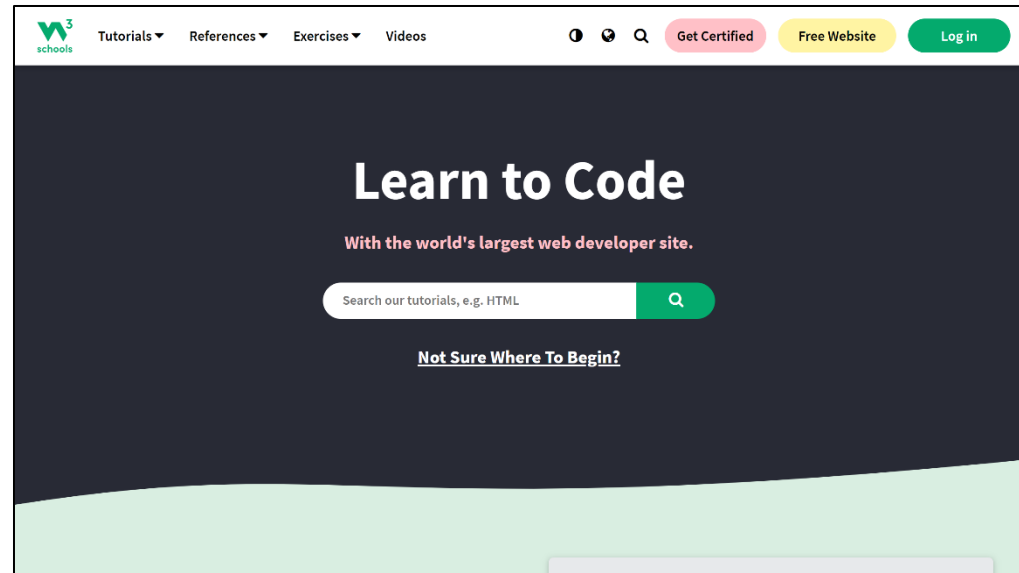 W3 schools Tutorials References Exercises Videos Get Certified Free Website Log in
Learn to Code
With the world's largest web developer site.
Search our tutorials, e.g. HTML
Not Sure Where To Begin?